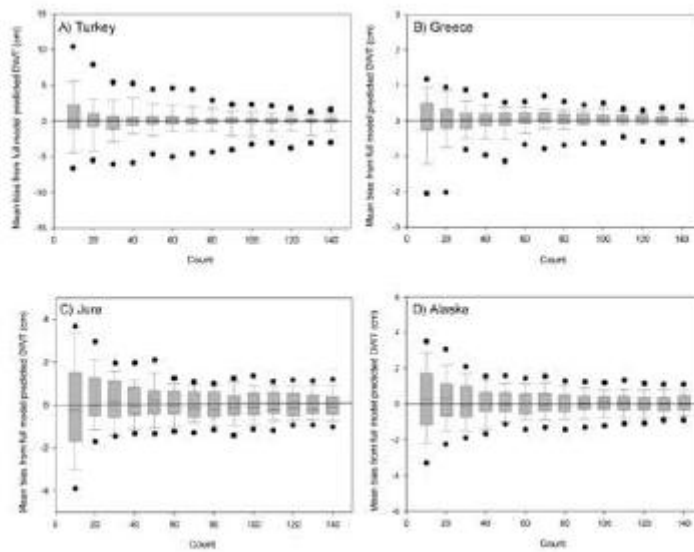 A) Turkey
Mean bias from full model predicted DWT (cm)
15
10
5
0
-5
-10
-15
0 20 40 60 80 100 120 140
Count
B) Greece
Mean bias from full model predicted DWT (cm)
3
2
1
0
-1
-2
-3
0 20 40 60 80 100 120 140
Count
C) Jura
Mean bias from full model predicted DWT (cm)
4
2
0
-2
-4
0 20 40 60 80 100 120 140
Count
D) Alaska
Mean bias from full model predicted DWT (cm)
6
4
2
0
-2
-4
-6
0 20 40 60 80 100 120 140
Count